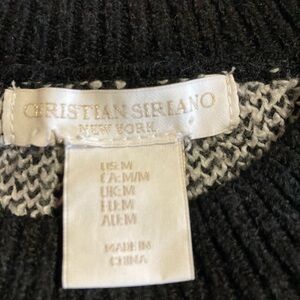 CHRISTIAN SIRIANO
NEW YORK
US:M
CA:M/M
UK:M
EU:M
AU:M
MADE IN
CHINA